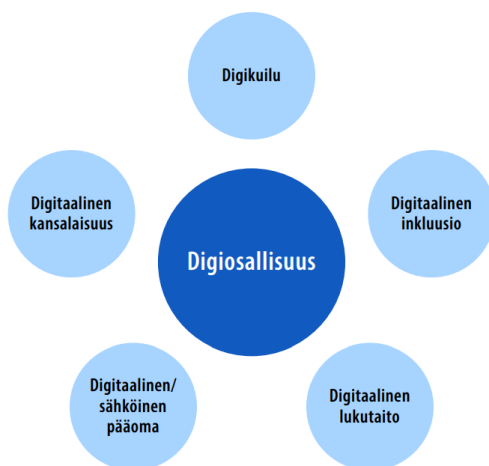 Digikuilu
Digitaalinen
kansalaisuus
Digitaalinen
inkluusio
Digiosallisuus
Digitaalinen/
sähköinen
pääoma
Digitaalinen
lukutaito